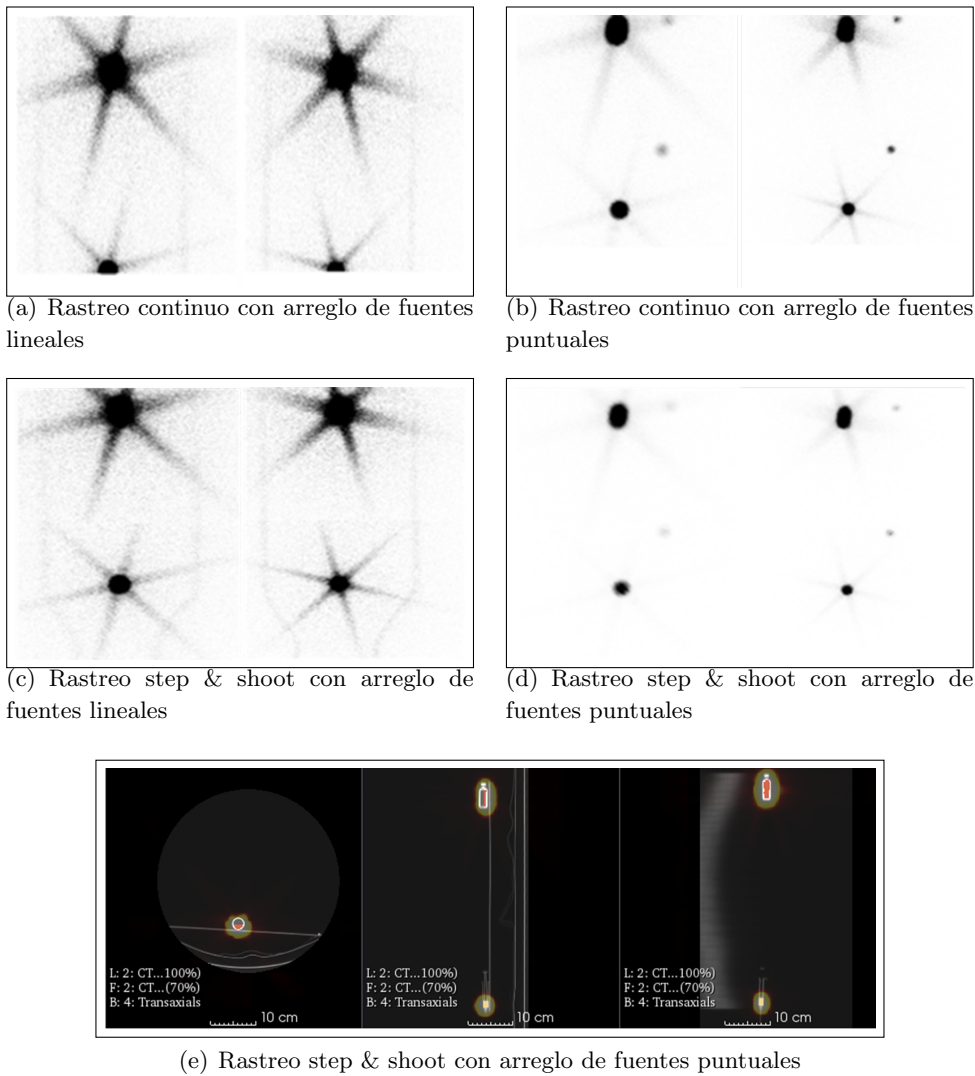 (a) Rastreo continuo con arreglo de fuentes
lineales
(b) Rastreo continuo con arreglo de fuentes
puntuales
(c) Rastreo step & shoot con arreglo de
fuentes lineales
(d) Rastreo step & shoot con arreglo de
fuentes puntuales
L: 2: CT...100%)
F: 2: CT...(70%)
B: 4: Transaxials
10 cm
L: 2: CT...100%)
F: 2: CT...(70%)
B: 4: Transaxials
10 cm
L: 2: CT...100%)
F: 2: CT...(70%)
B: 4: Transaxials
10 cm
(e) Rastreo step & shoot con arreglo de fuentes puntuales